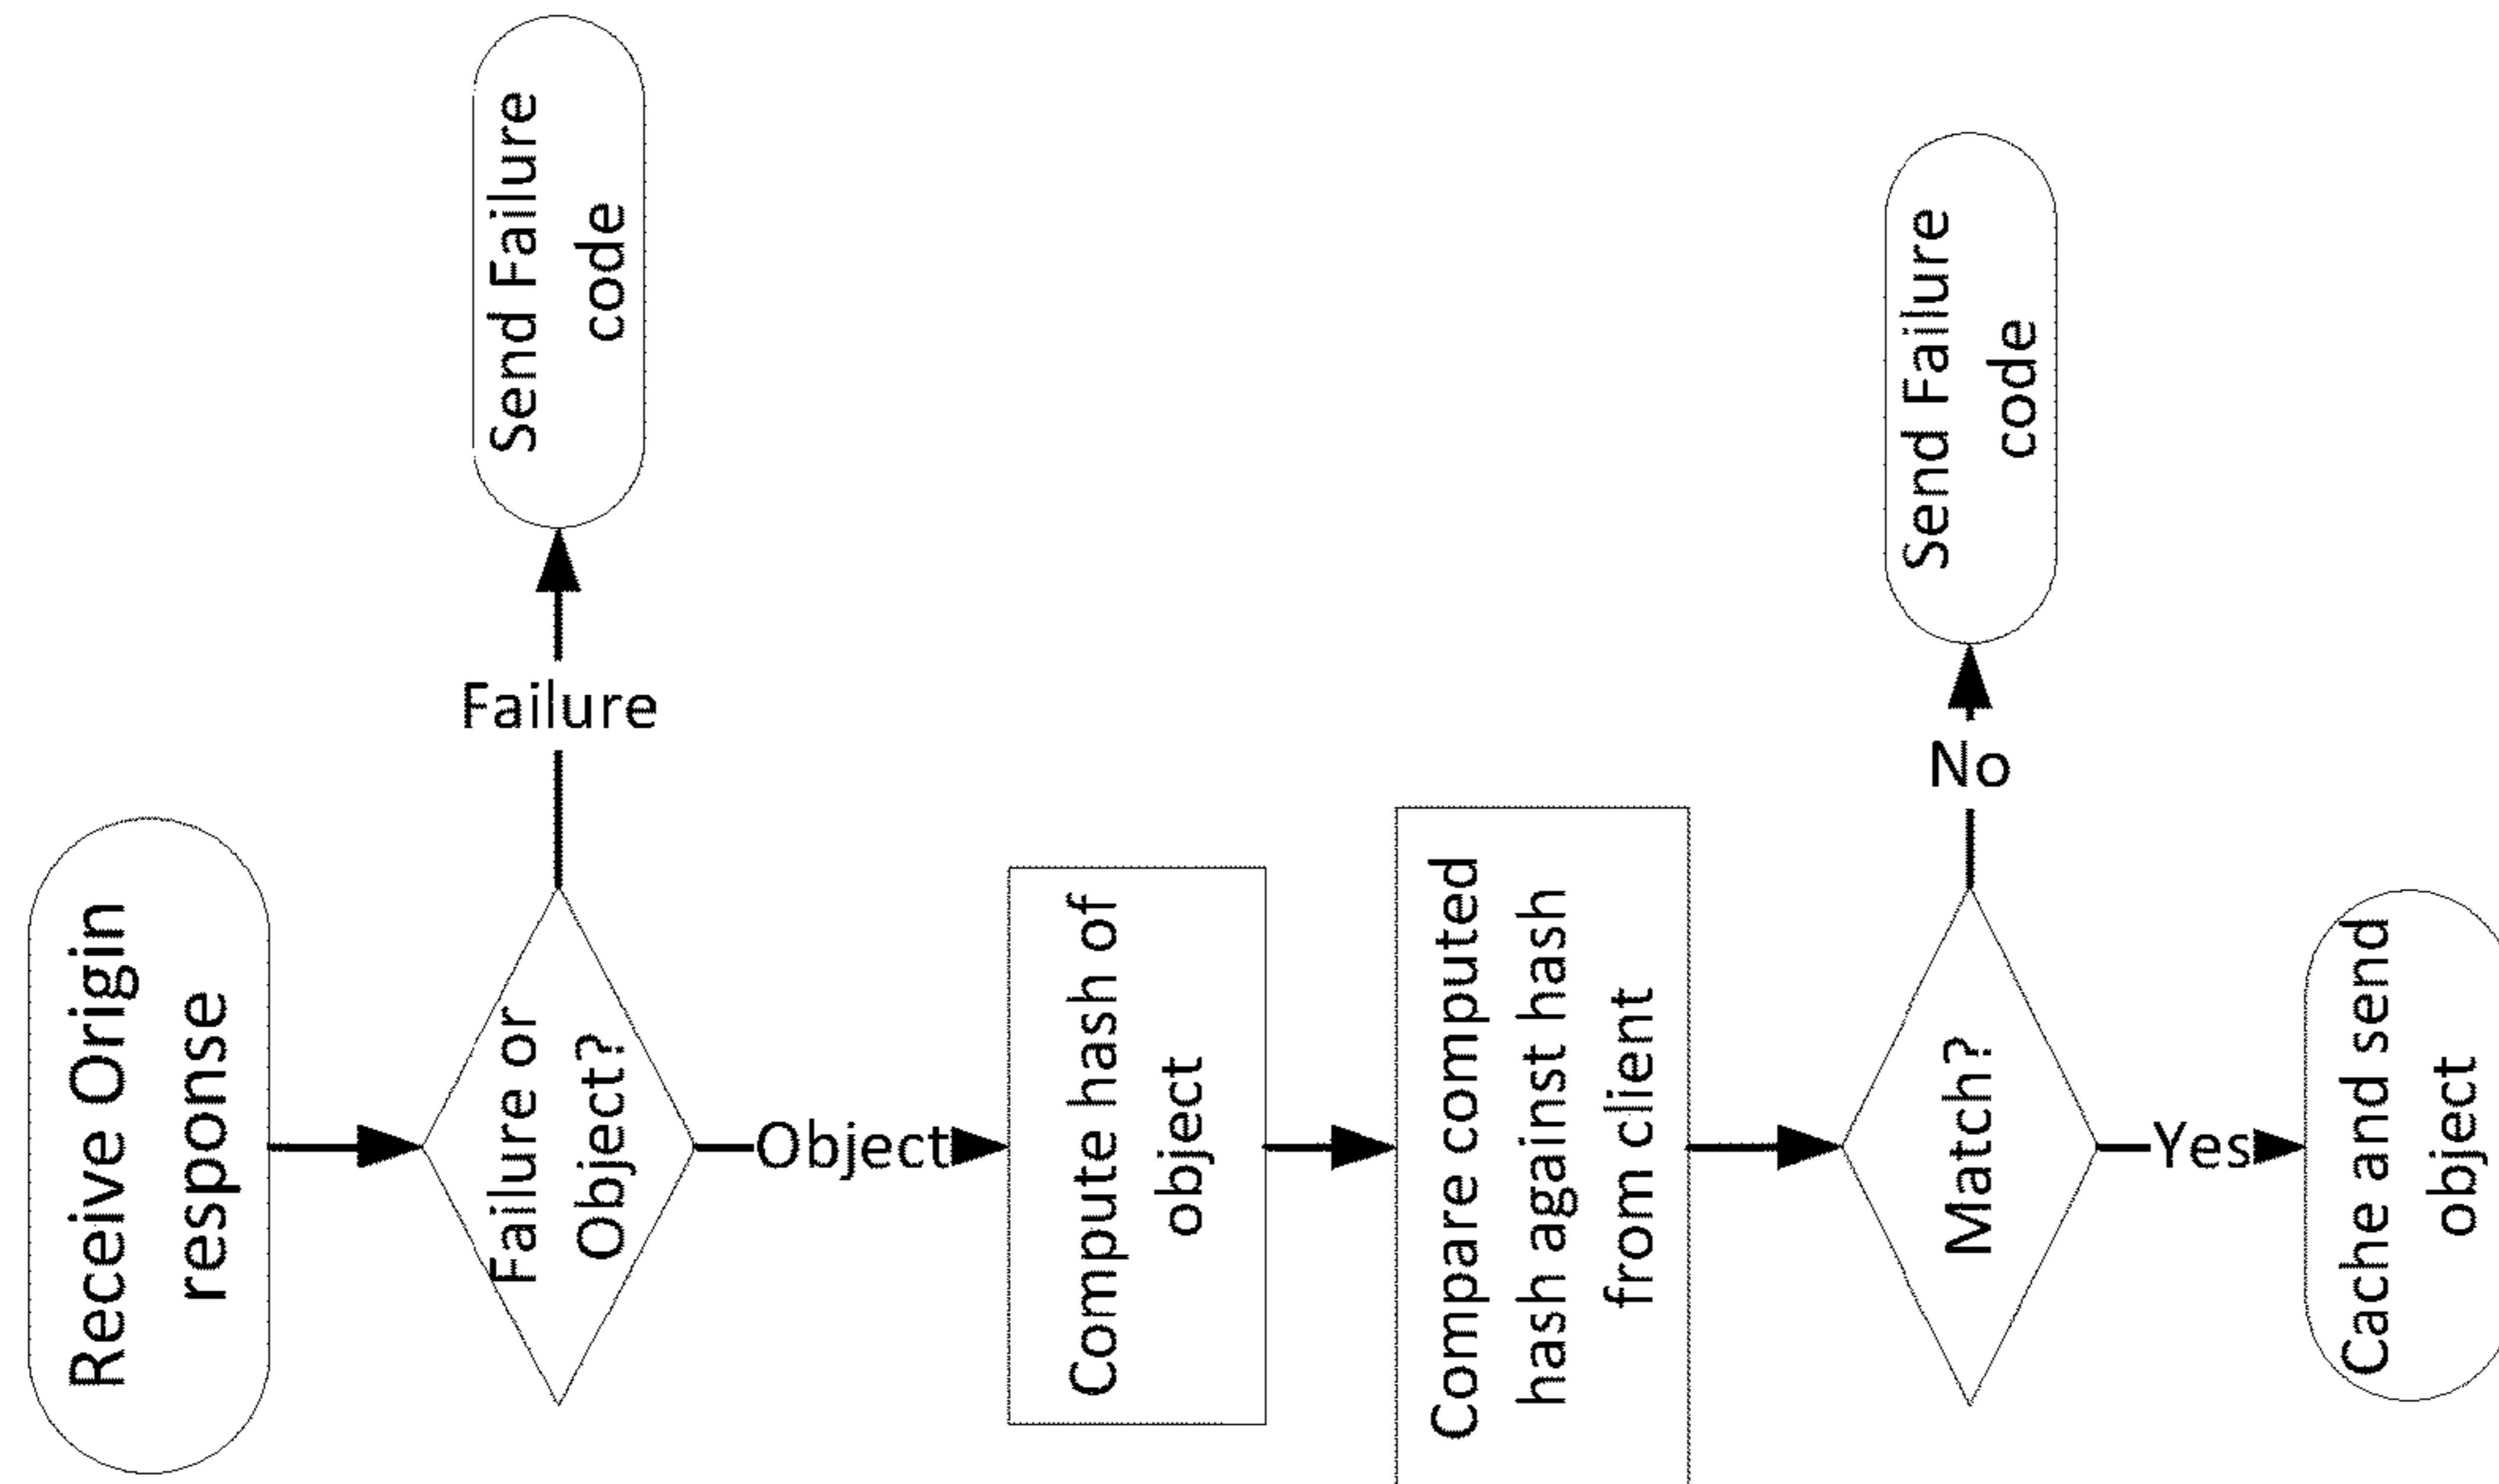 Receive Origin
response
Failure or
Object?
Failure
Send Failure
code
Object
Compute hash of
object
Compare computed
hash against hash
from client
Match?
No
Send Failure
code
Yes
Cache and send
object